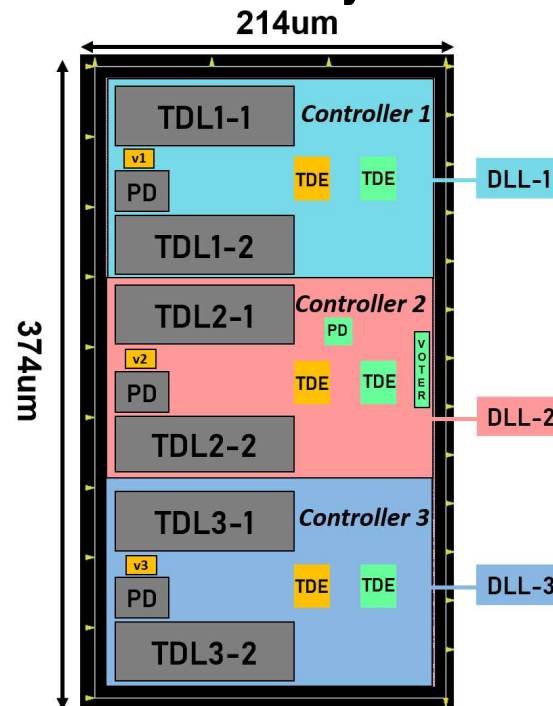 214um
374um
TDL1-1
Controller 1
v1
PD
TDE
TDE
DLL-1
TDL1-2
TDL2-1
Controller 2
PD
v2
PD
TDE
TDE
VOTER
DLL-2
TDL2-2
TDL3-1
Controller 3
v3
PD
TDE
TDE
DLL-3
TDL3-2